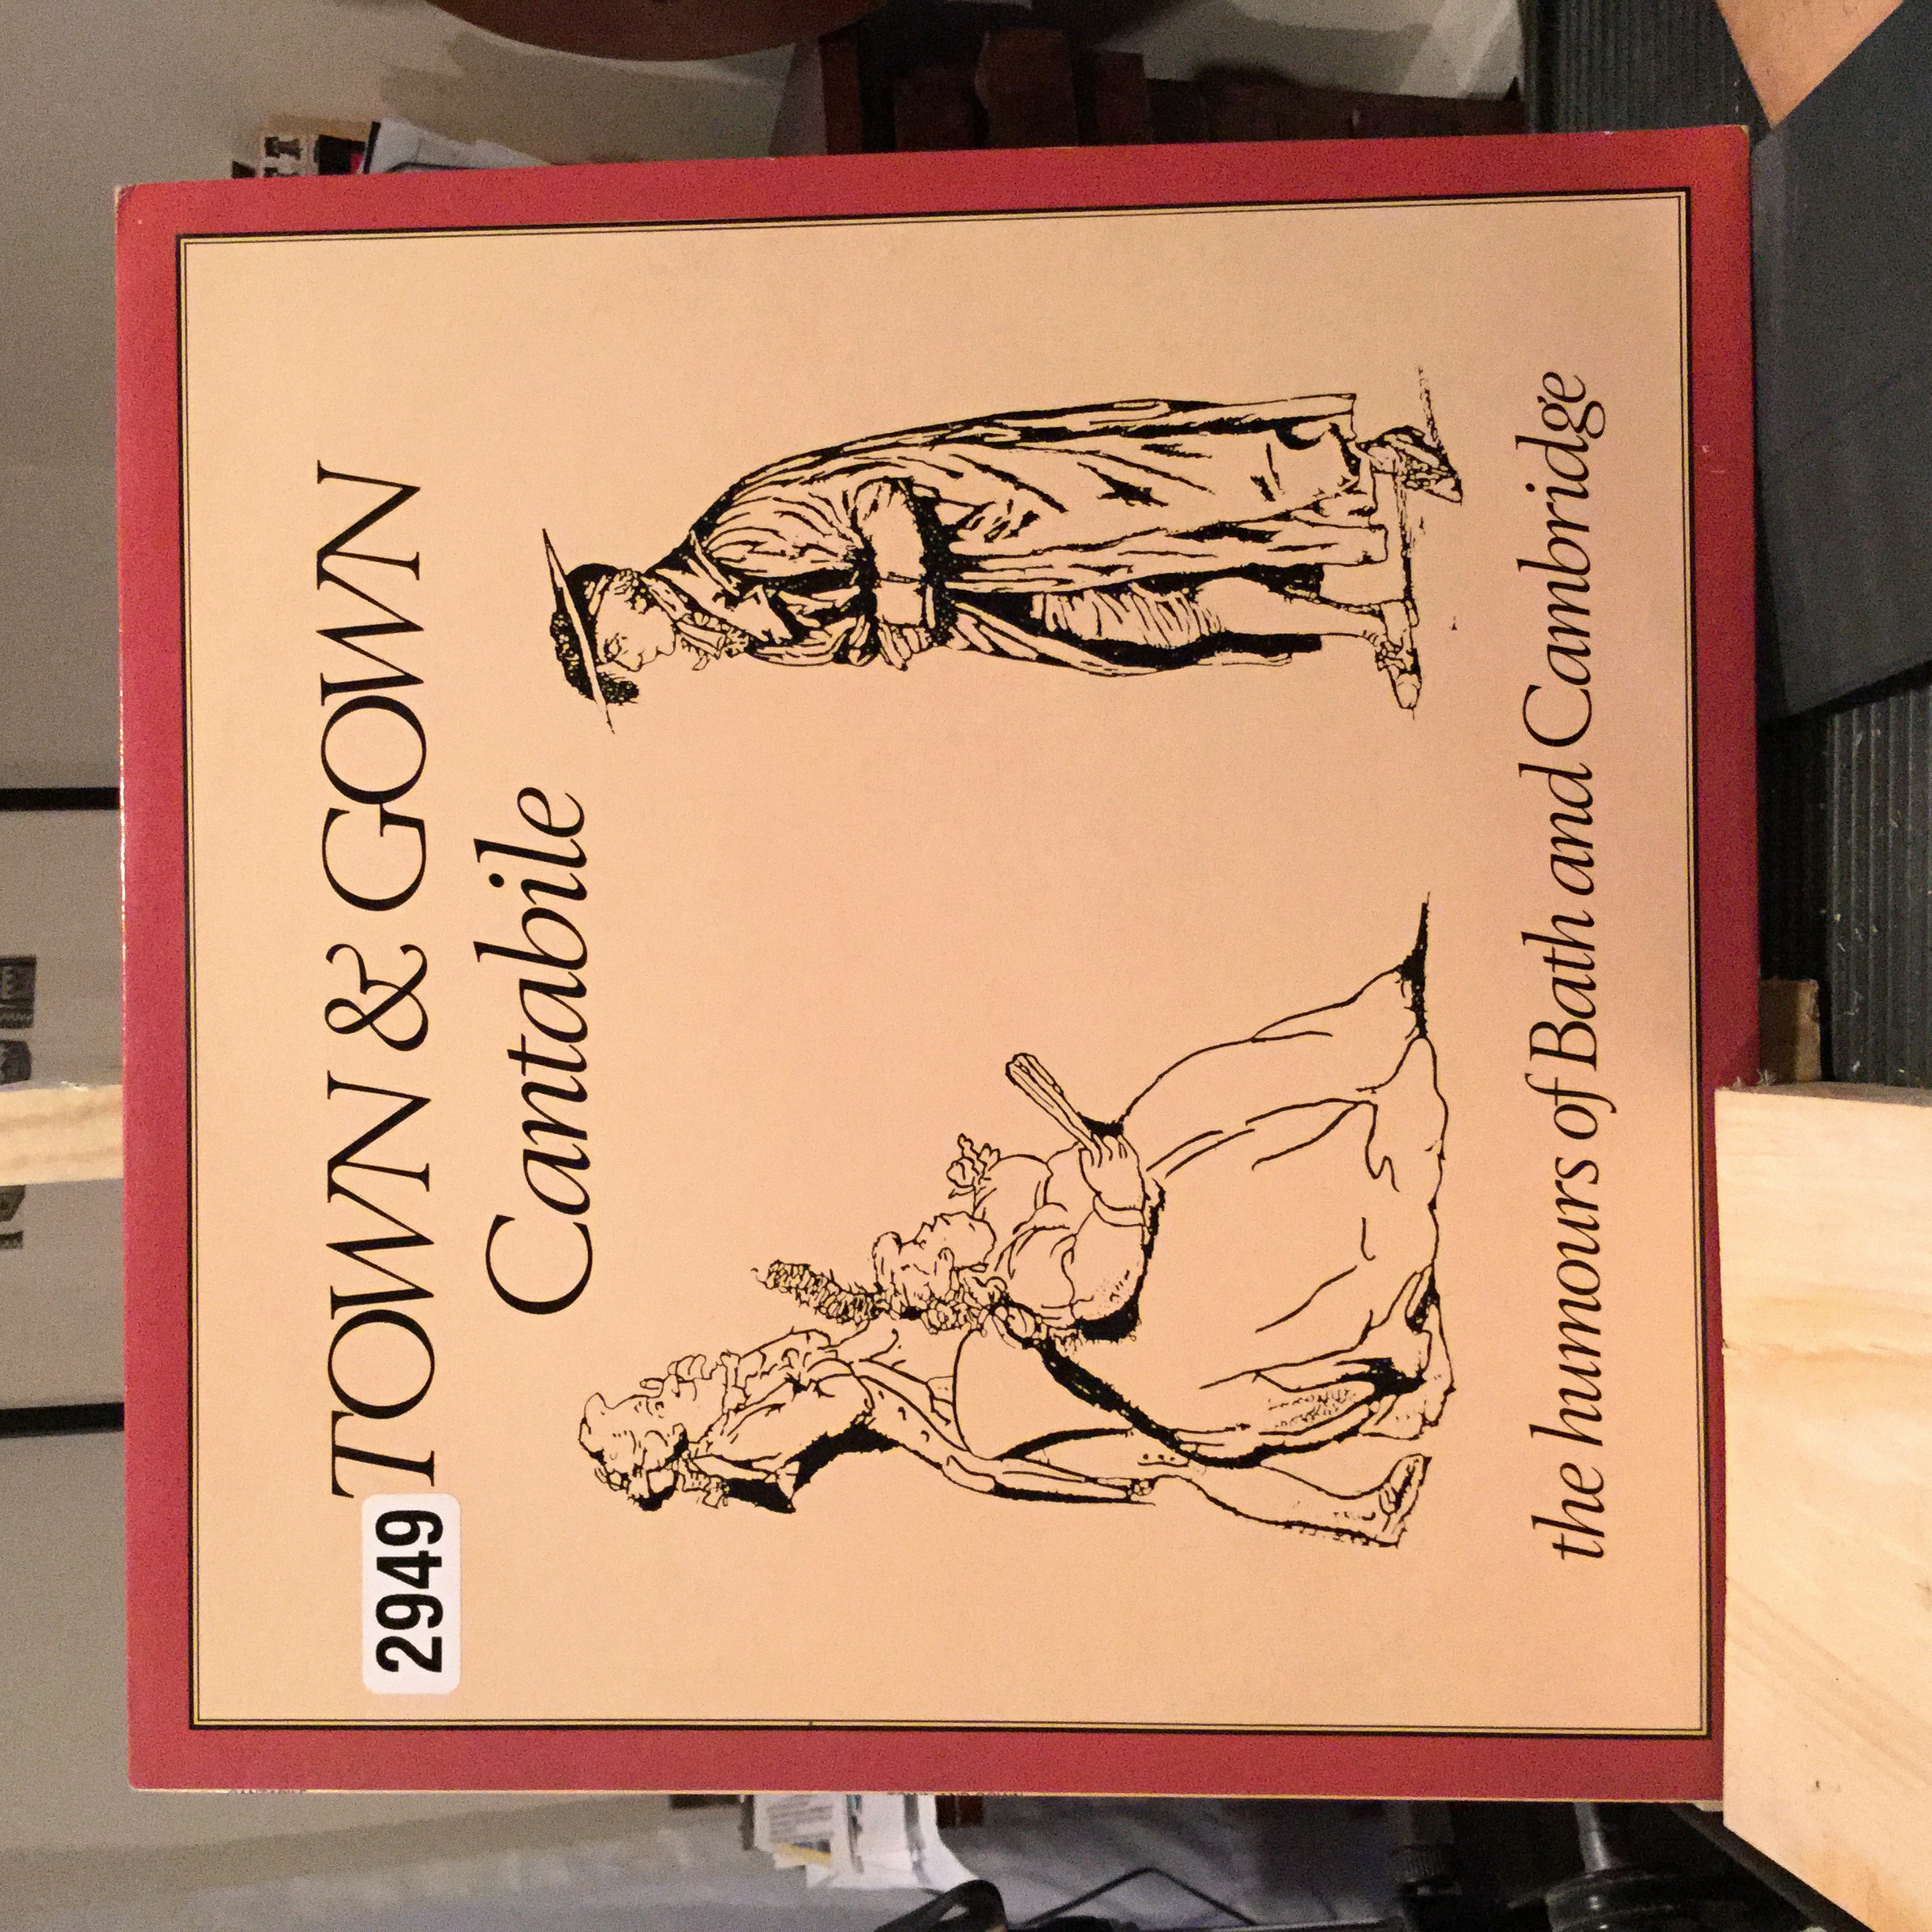 2949 TOWN & GOWN
Cantabile
the humours of Bath and Cambridge